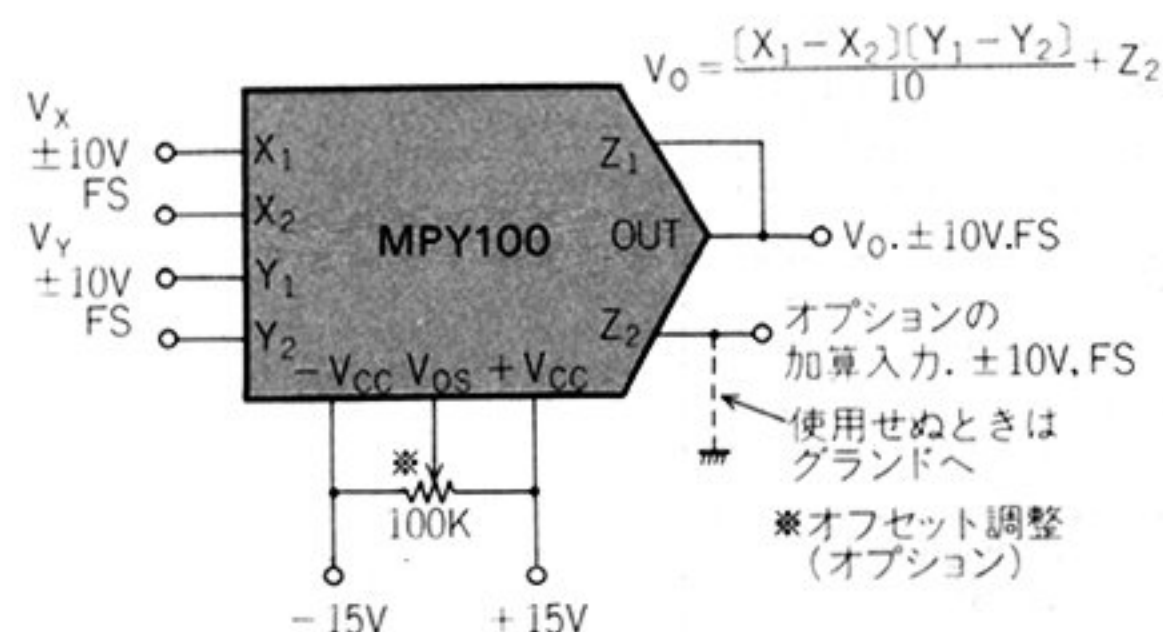 V_O = [X_1 − X_2][Y_1 − Y_2] / 10 + Z_2
V_X
±10V
FS
V_Y
±10V
FS
X_1
X_2
Y_1
Y_2
MPY100
Z_1
OUT
Z_2
−V_CC V_OS +V_CC
V_O. ±10V.FS
オプションの
加算入力. ±10V, FS
使用せぬときは
グランドへ
※
100K
※オフセット調整
(オプション)
−15V
+15V